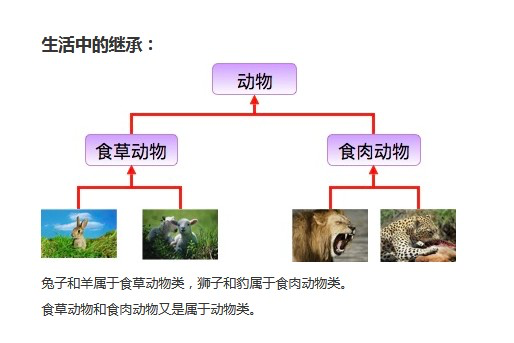 生活中的继承：
动物
食草动物
食肉动物
兔子和羊属于食草动物类，狮子和豹属于食肉动物类。
食草动物和食肉动物又是属于动物类。